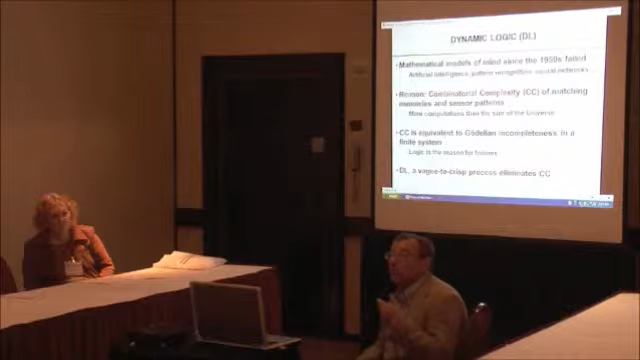 DYNAMIC LOGIC (DL)
Mathematical models of mind since the 1950s failed
Artificial intelligence, pattern recognition, neural networks
Reason: Combinatorial Complexity (CC) of matching
memories and sensor patterns
More computations than the size of the Universe
CC is equivalent to Gödelian incompleteness in a
finite system
Logic is the reason for failures
DL, a vague-to-crisp process eliminates CC